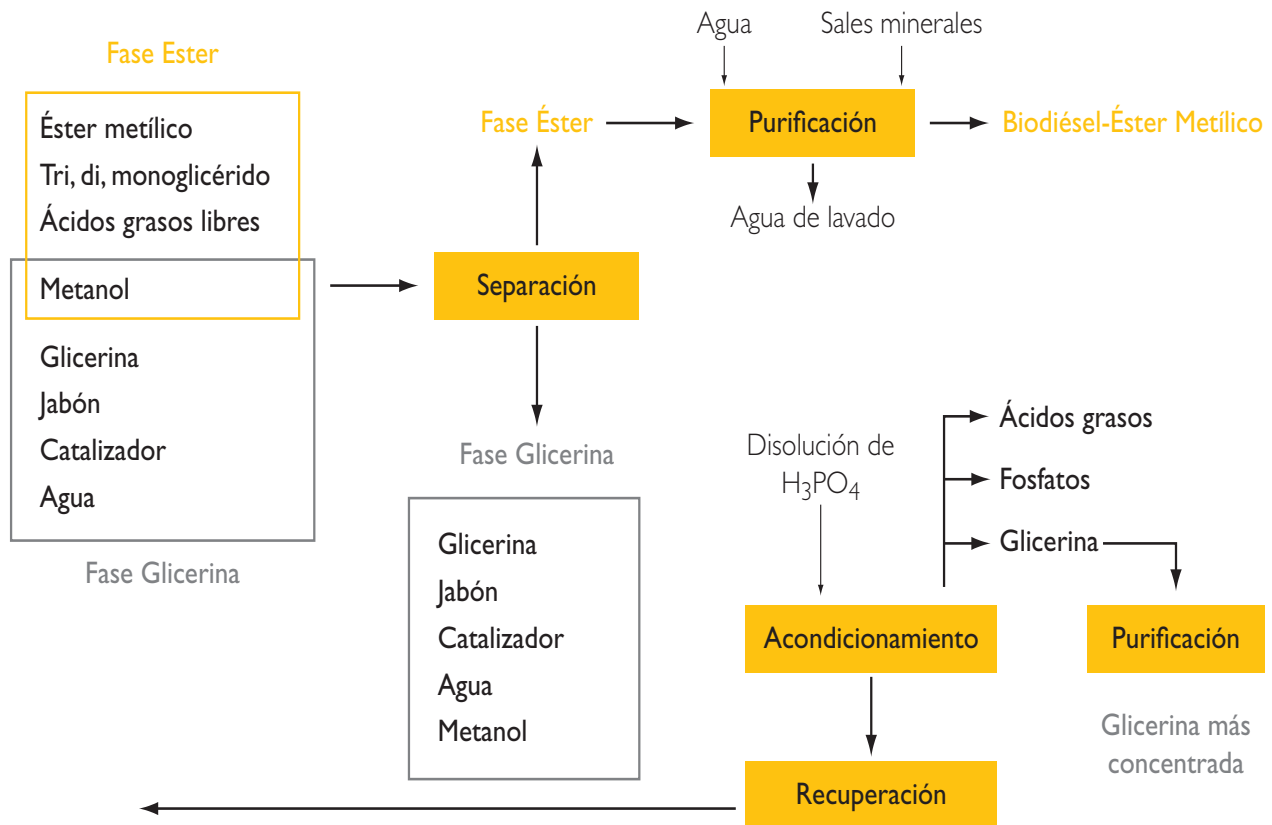 Fase Ester
Éster metílico
Tri, di, monoglicérido
Ácidos grasos libres
Metanol
Glicerina
Jabón
Catalizador
Agua
Fase Glicerina
Separación
Fase Éster
Agua
Sales minerales
Purificación
Agua de lavado
Biodiésel-Éster Metílico
Fase Glicerina
Glicerina
Jabón
Catalizador
Agua
Metanol
Disolución de
H3PO4
Acondicionamiento
Ácidos grasos
Fosfatos
Glicerina
Purificación
Glicerina más
concentrada
Recuperación